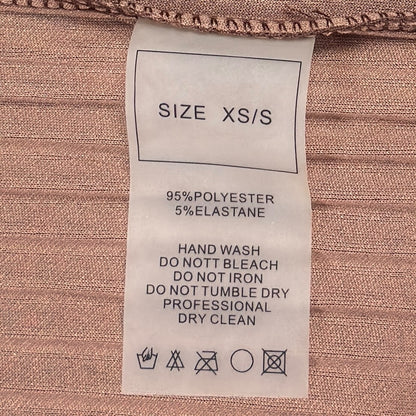 SIZE XS/S
95%POLYESTER
5%ELASTANE
HAND WASH
DO NOTT BLEACH
DO NOT IRON
DO NOT TUMBLE DRY
PROFESSIONAL
DRY CLEAN